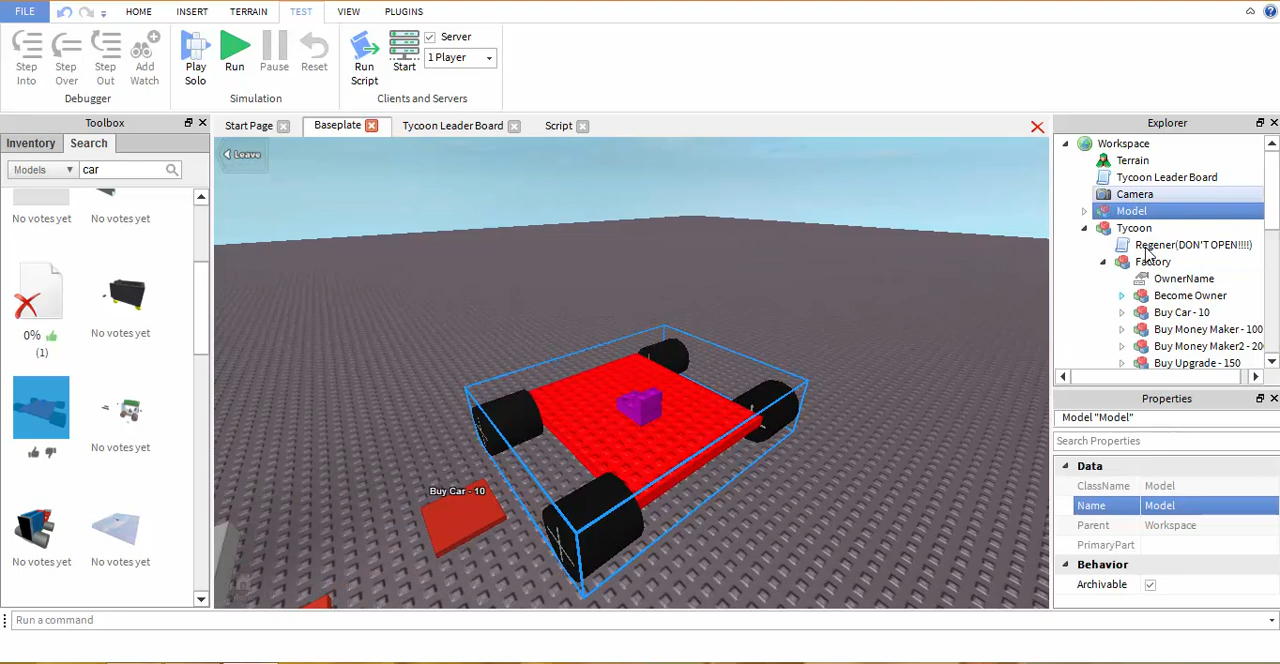 FILE HOME INSERT TERRAIN TEST VIEW PLUGINS
Step Into
Step Over
Step Out
Add Watch
Debugger
Play Solo
Run
Pause
Reset
Simulation
Run Script
Start
Server
1 Player
Clients and Servers
Toolbox
Inventory Search
Models car
No votes yet No votes yet
0%
(1)
No votes yet
No votes yet
No votes yet No votes yet
Start Page Baseplate Tycoon Leader Board Script
Leave
Buy Car - 10
Explorer
Workspace
Terrain
Tycoon Leader Board
Camera
Model
Tycoon
Regener(DON'T OPEN!!!!)
Factory
OwnerName
Become Owner
Buy Car - 10
Buy Money Maker - 100
Buy Money Maker2 - 20
Buy Upgrade - 150
Properties
Model "Model"
Search Properties
Data
ClassName Model
Name Model
Parent Workspace
PrimaryPart
Behavior
Archivable
Run a command